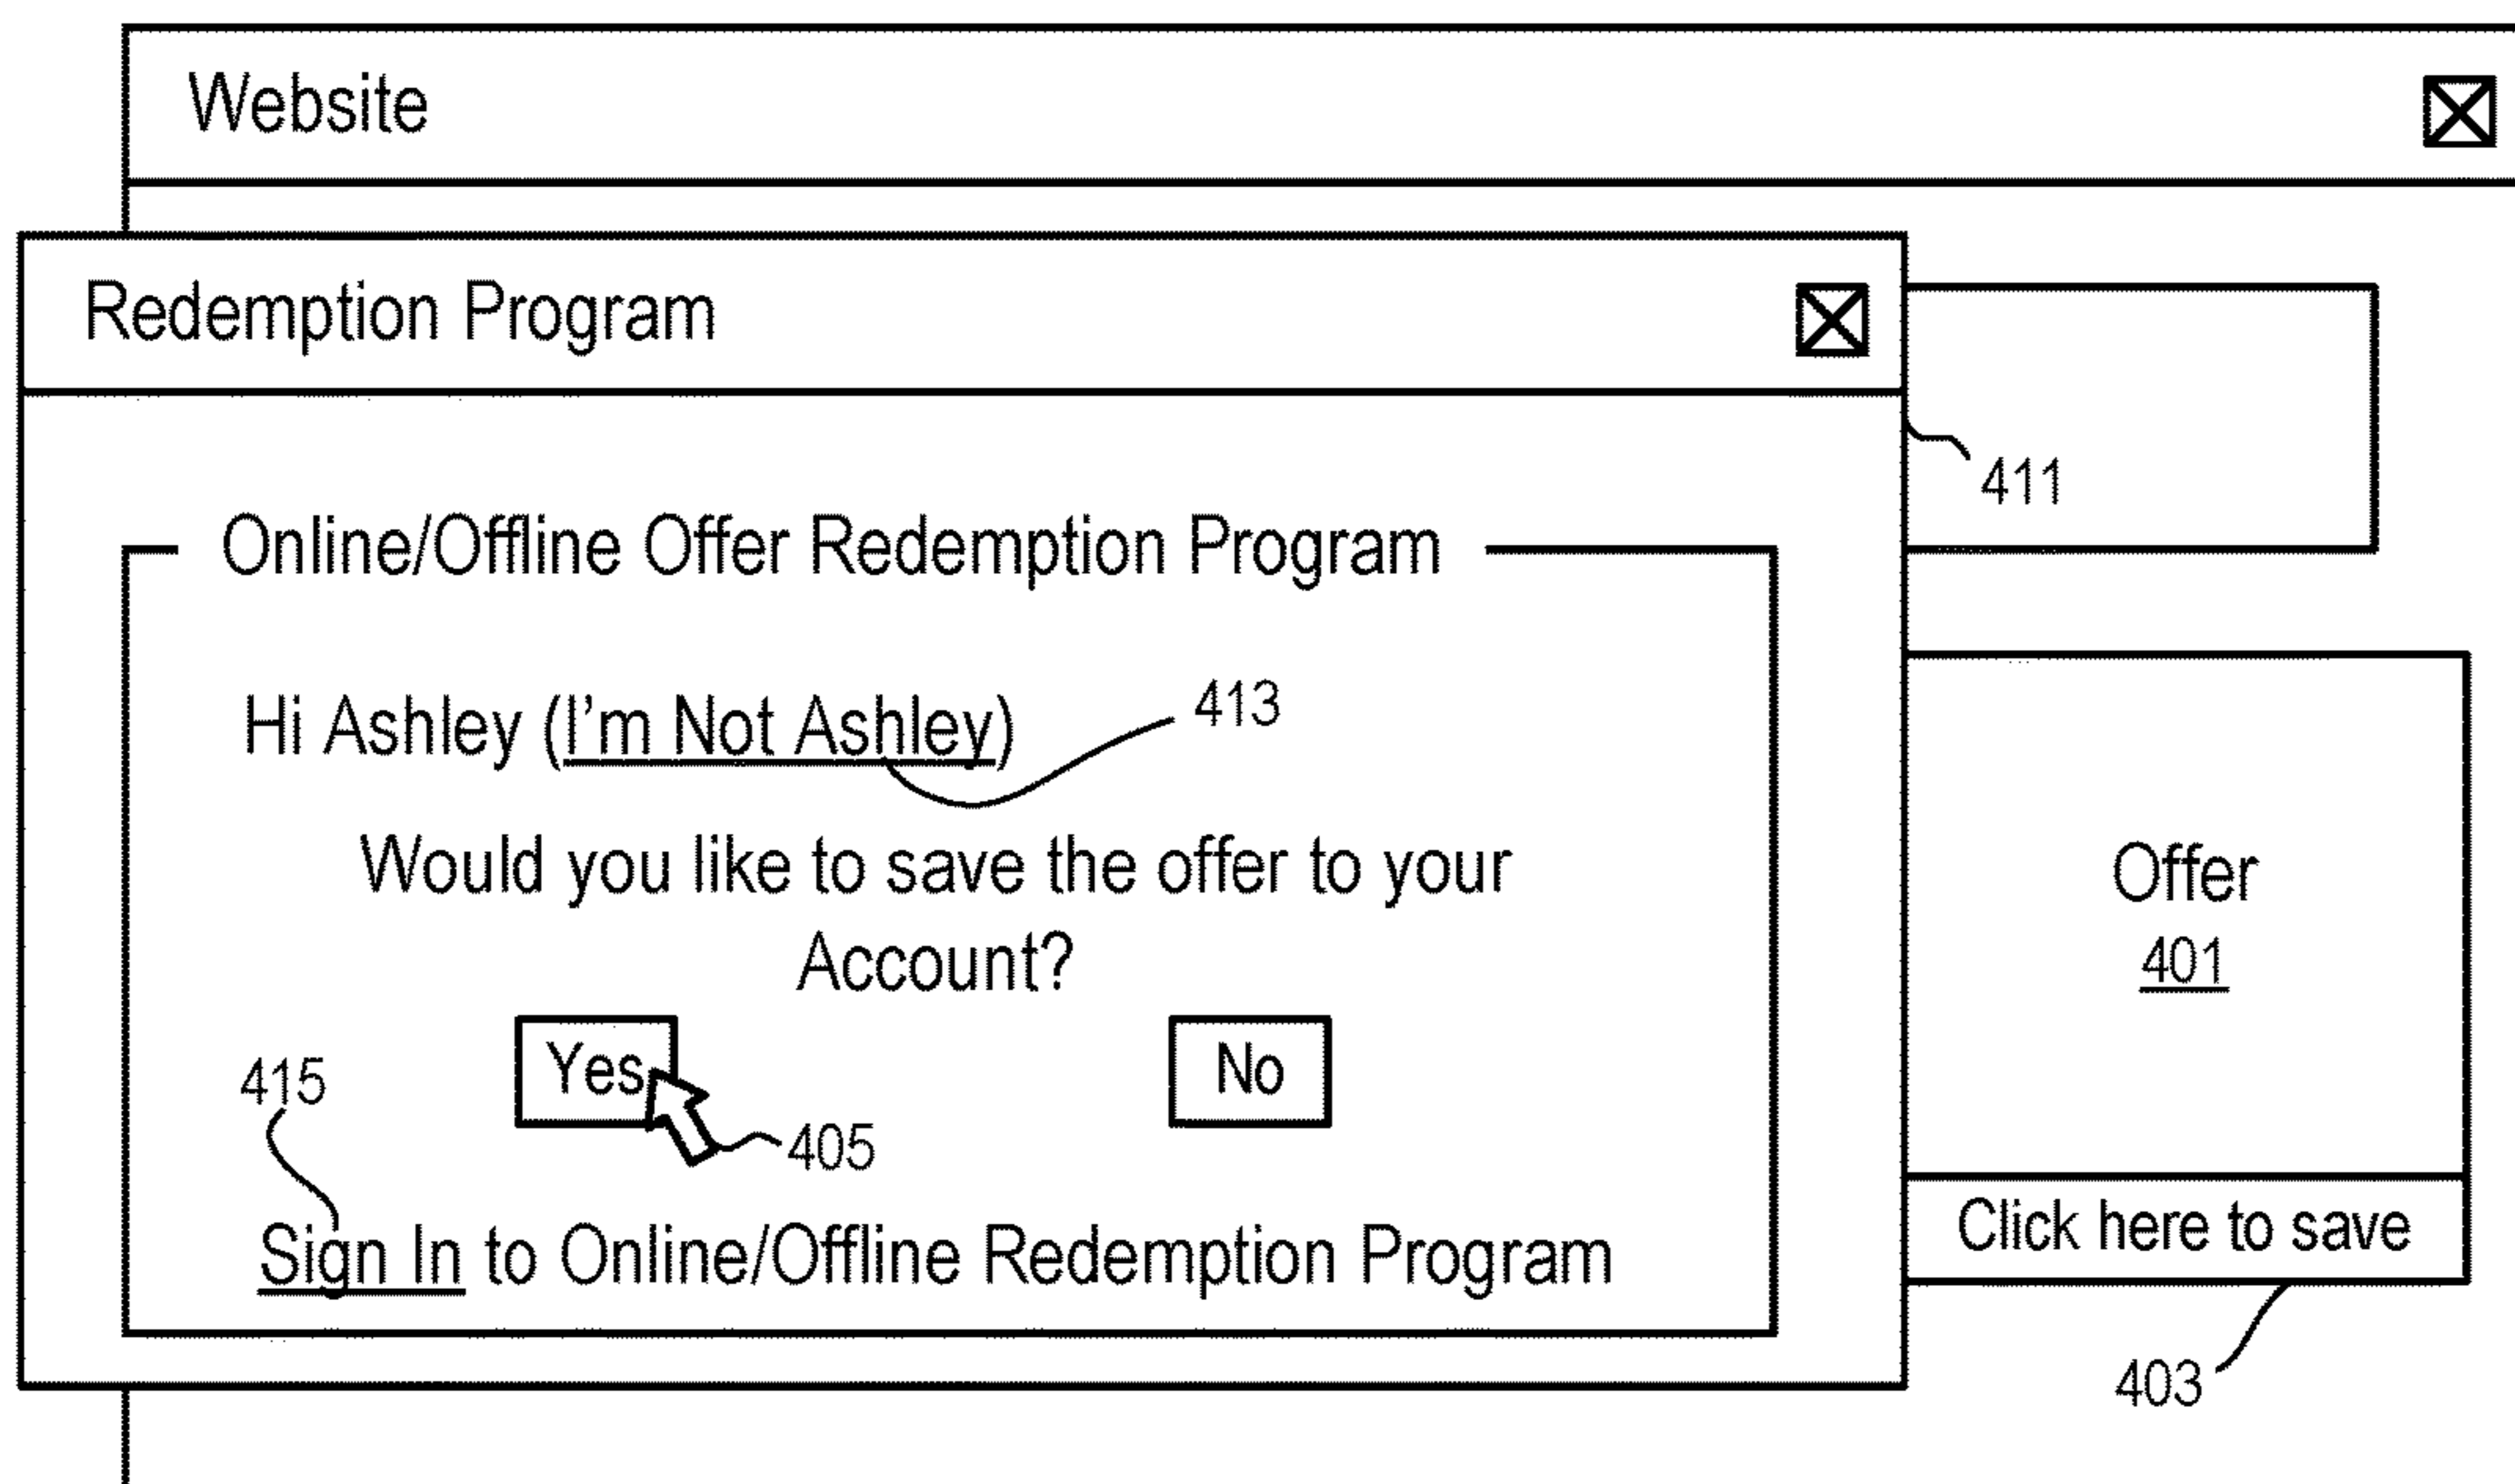 Website
Redemption Program
411
Online/Offline Offer Redemption Program
Hi Ashley (I'm Not Ashley)
413
Would you like to save the offer to your
Account?
Offer
401
Yes
No
415
405
Sign In to Online/Offline Redemption Program
Click here to save
403